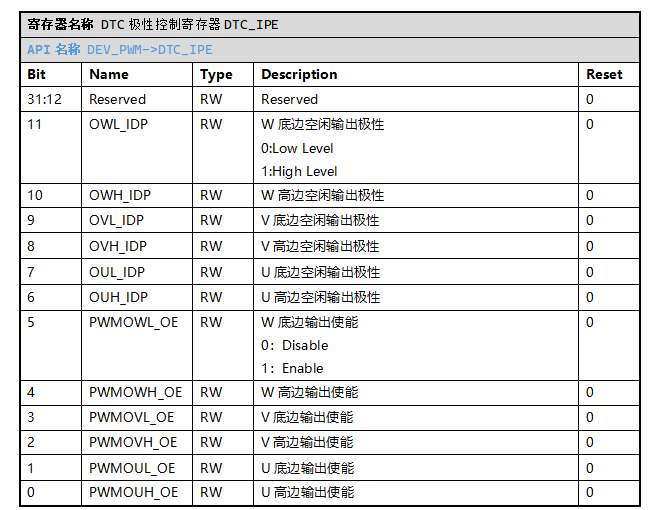 寄存器名称 DTC 极性控制寄存器 DTC_IPE
API 名称 DEV_PWM->DTC_IPE
Bit Name Type Description Reset
31:12 Reserved RW Reserved 0
11 OWL_IDP RW W 底边空闲输出极性 0
0:Low Level
1:High Level
10 OWH_IDP RW W 高边空闲输出极性 0
9 OVL_IDP RW V 底边空闲输出极性 0
8 OVH_IDP RW V 高边空闲输出极性 0
7 OUL_IDP RW U 底边空闲输出极性 0
6 OUH_IDP RW U 高边空闲输出极性 0
5 PWMOWL_OE RW W 底边输出使能 0
0：Disable
1：Enable
4 PWMOWH_OE RW W 高边输出使能 0
3 PWMOVL_OE RW V 底边输出使能 0
2 PWMOVH_OE RW V 高边输出使能 0
1 PWMOUL_OE RW U 底边输出使能 0
0 PWMOUH_OE RW U 高边输出使能 0